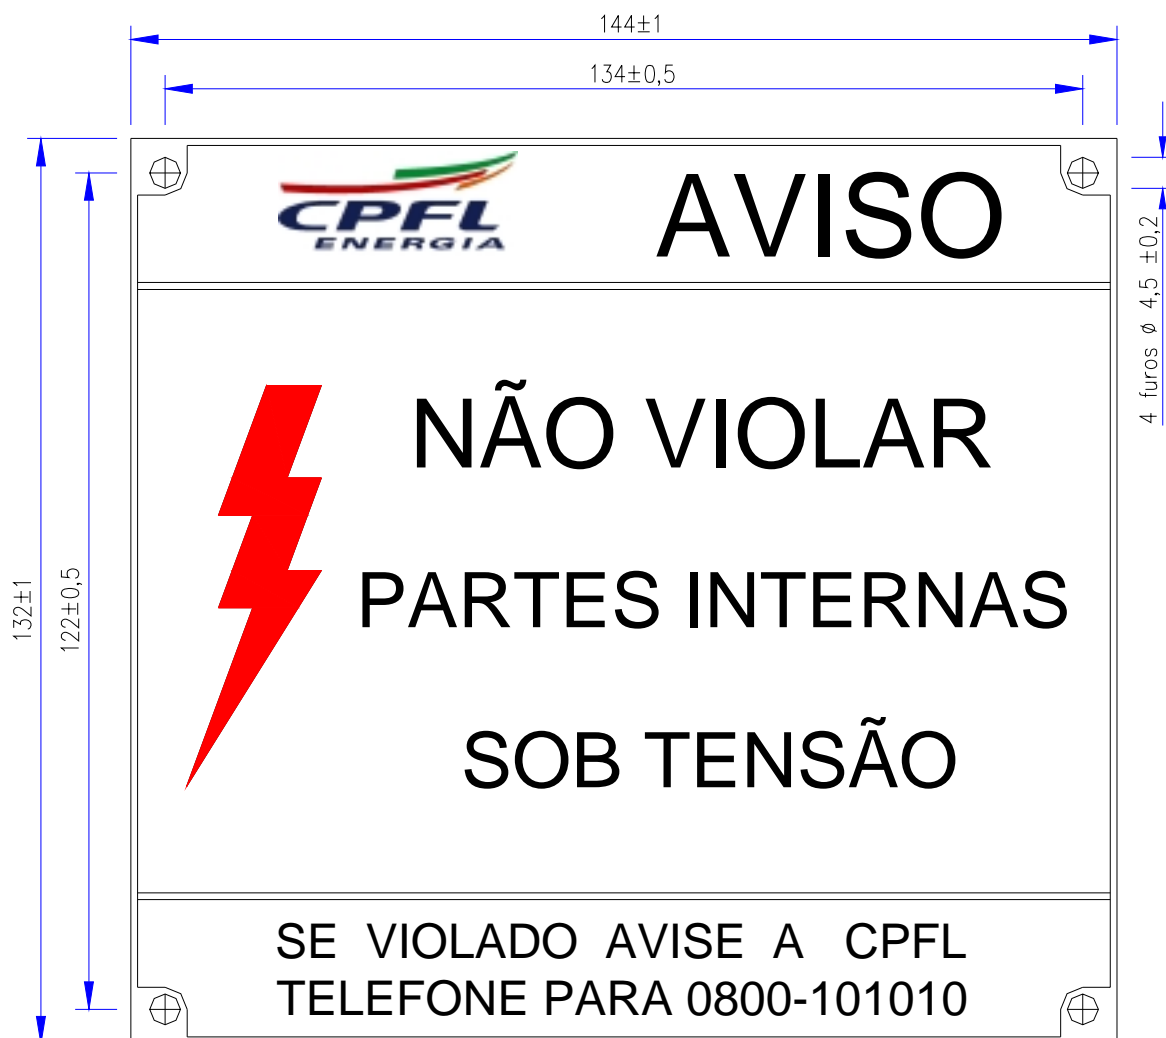 144±1
134±0,5
CPFL
ENERGIA
AVISO
4 furos ø 4,5 ±0,2
NÃO VIOLAR
132±1
122±0,5
PARTES INTERNAS
SOB TENSÃO
SE VIOLADO AVISE A CPFL
TELEFONE PARA 0800-101010